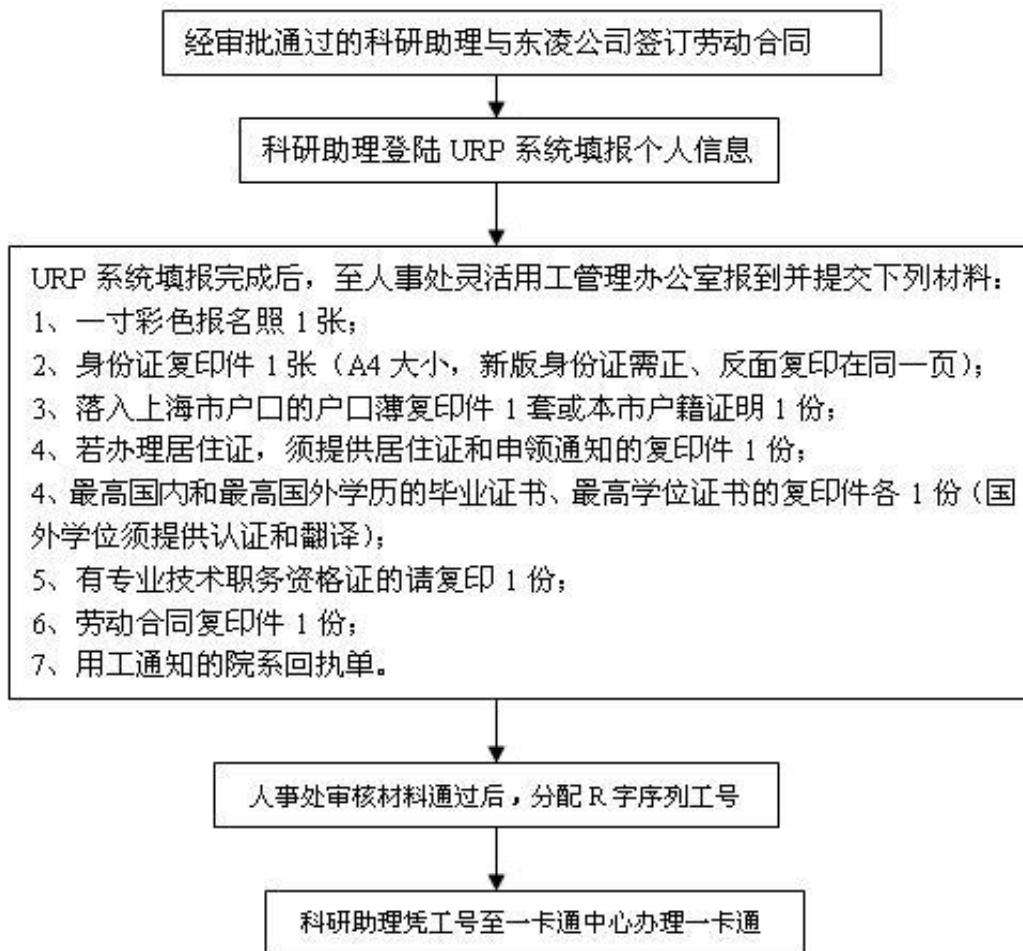 经审批通过的科研助理与东凌公司签订劳动合同
科研助理登陆 URP 系统填报个人信息
URP 系统填报完成后，至人事处灵活用工管理办公室报到并提交下列材料：
1、一寸彩色报名照 1 张；
2、身份证复印件 1 张（A4 大小，新版身份证需正、反面复印在同一页）；
3、落入上海市户口的户口薄复印件 1 套或本市户籍证明 1 份；
4、若办理居住证，须提供居住证和申领通知的复印件 1 份；
4、最高国内和最高国外学历的毕业证书、最高学位证书的复印件各 1 份（国
外学位须提供认证和翻译）；
5、有专业技术职务资格证的请复印 1 份；
6、劳动合同复印件 1 份；
7、用工通知的院系回执单。
人事处审核材料通过后，分配 R 字序列工号
科研助理凭工号至一卡通中心办理一卡通